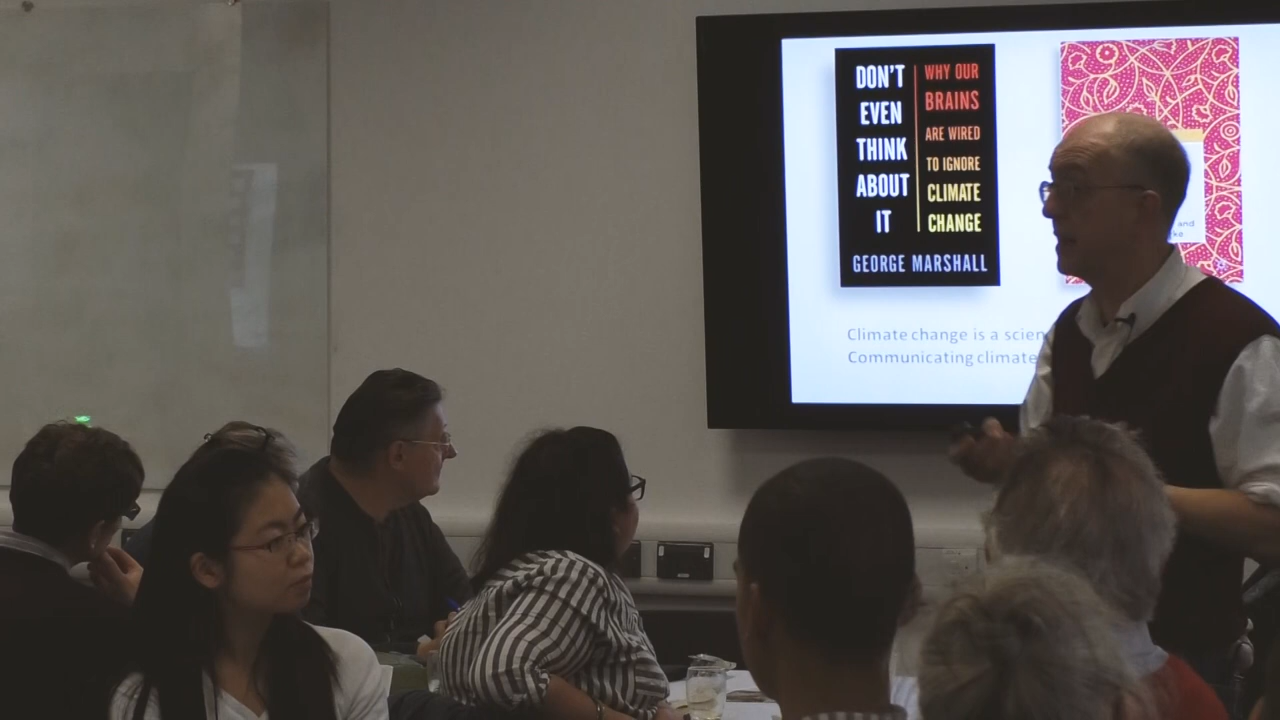 DON'T
EVEN
THINK
ABOUT
IT
WHY OUR
BRAINS
ARE WIRED
TO IGNORE
CLIMATE
CHANGE
GEORGE MARSHALL
and
Climate change is a scien
Communicating climate